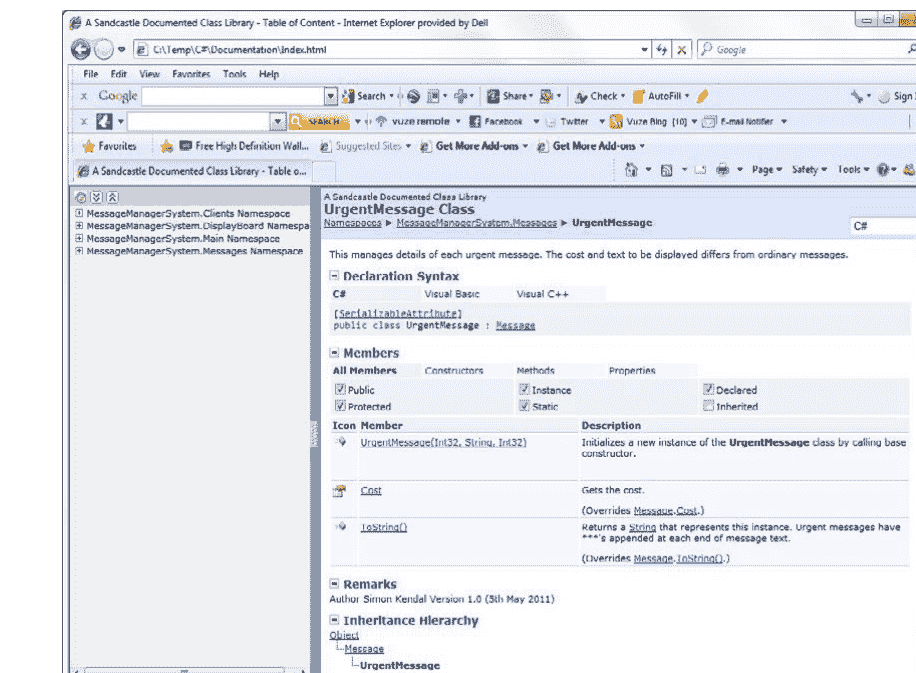 A Sandcastle Documented Class Library - Table of Content - Internet Explorer provided by Dell
C:\Temp\C#\Documentation\Index.html
Google
File Edit View Favorites Tools Help
x Google Search Share Check AutoFill Sign
x SEARCH vuze remote Facebook Twitter Vuze Bing [10] E-mail Notifier
Favorites Free High Definition Wall... Suggested Sites Get More Add-ons Get More Add-ons
A Sandcastle Documented Class Library - Table o... Page Safety Tools
MessageManagerSystem.Clients Namespace
MessageManagerSystem.DisplayBoard Namespa
MessageManagerSystem.Main Namespace
MessageManagerSystem.Messages Namespace
A Sandcastle Documented Class Library
UrgentMessage Class
Namespaces ▶ MessageManagerSystem.Messages ▶ UrgentMessage
C#
This manages details of each urgent message. The cost and text to be displayed differs from ordinary messages.
Declaration Syntax
C# Visual Basic Visual C++
[SerializableAttribute]
public class UrgentMessage : Message
Members
All Members Constructors Methods Properties
Public Instance Declared
Protected Static Inherited
Icon Member Description
UrgentMessage(Int32, String, Int32) Initializes a new instance of the UrgentMessage class by calling base
constructor.
Cost Gets the cost.
(Overrides Message.Cost.)
ToString() Returns a String that represents this instance. Urgent messages have
***'s appended at each end of message text.
(Overrides Message.ToString().)
Remarks
Author Simon Kendal Version 1.0 (5th May 2011)
Inheritance Hierarchy
Object
Message
UrgentMessage